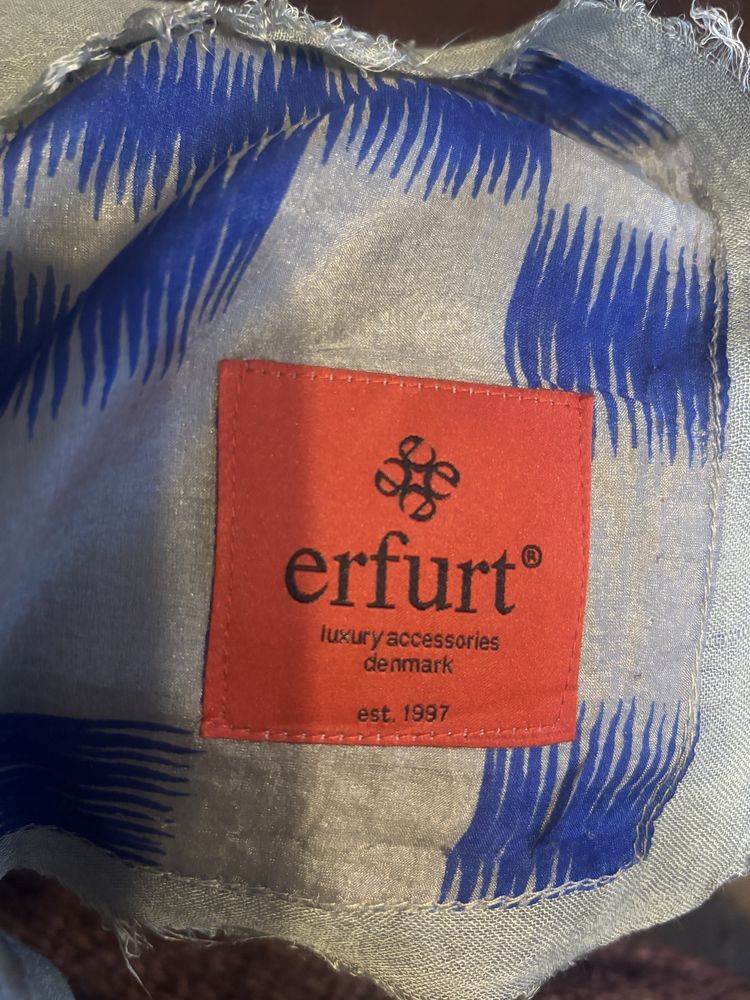 erfurt®
luxury accessories
denmark
est. 1997